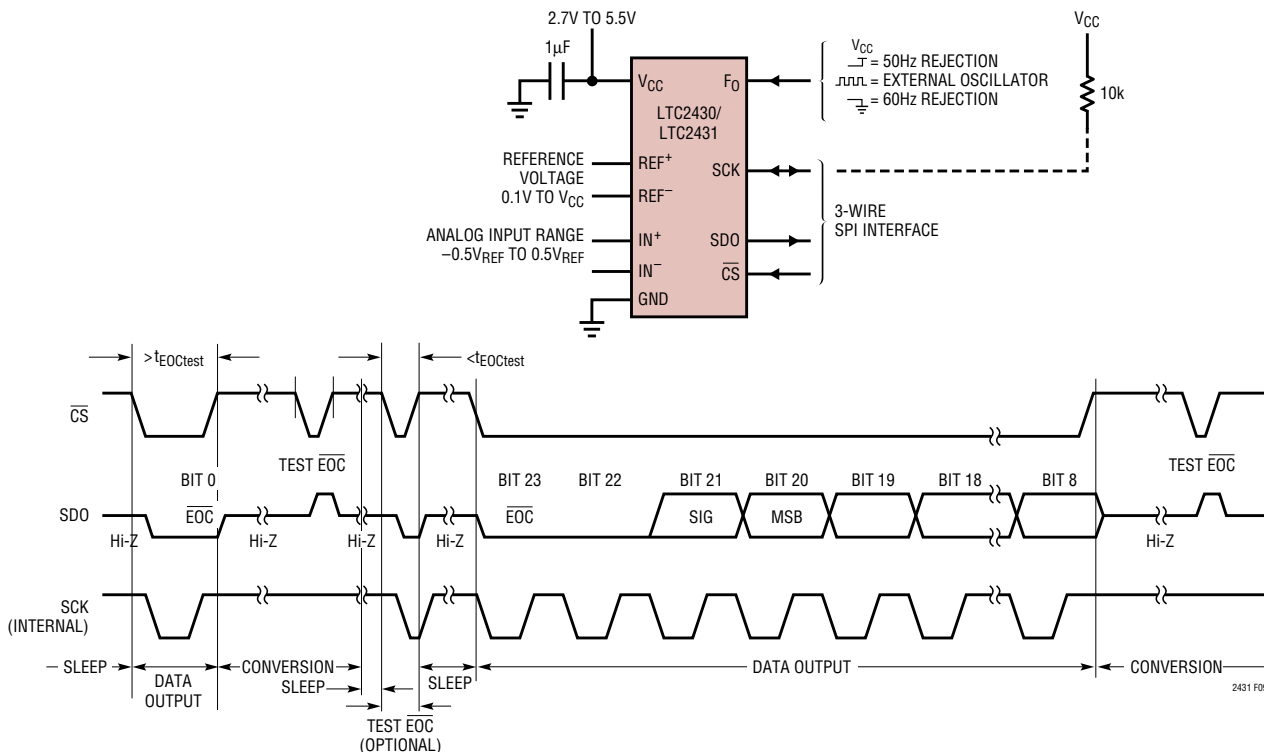 2.7V TO 5.5V
1µF
VCC
FO
LTC2430/
LTC2431
REFERENCE
VOLTAGE
0.1V TO VCC
REF+
REF−
SCK
ANALOG INPUT RANGE
−0.5VREF TO 0.5VREF
IN+
IN−
SDO
CS
GND
VCC
= 50Hz REJECTION
= EXTERNAL OSCILLATOR
= 60Hz REJECTION
VCC
10k
3-WIRE
SPI INTERFACE
>tEOCtest
<tEOCtest
CS
TEST EOC
TEST EOC
BIT 0
BIT 23
BIT 22
BIT 21
BIT 20
BIT 19
BIT 18
BIT 8
SDO
EOC
EOC
SIG
MSB
Hi-Z
Hi-Z
Hi-Z
Hi-Z
Hi-Z
SCK
(INTERNAL)
SLEEP
DATA
OUTPUT
CONVERSION
SLEEP
SLEEP
TEST EOC
(OPTIONAL)
DATA OUTPUT
CONVERSION